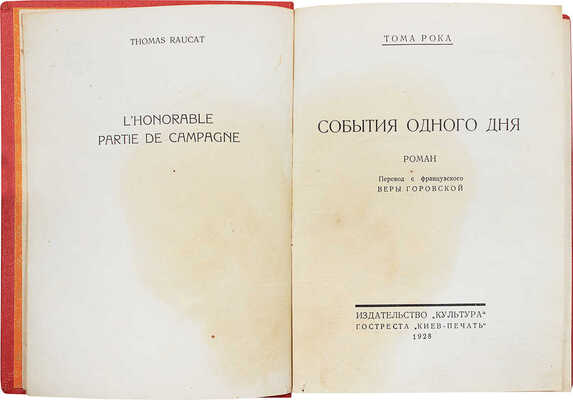 THOMAS RAUCAT
L'HONORABLE
PARTIE DE CAMPAGNE
ТОМА РОКА
СОБЫТИЯ ОДНОГО ДНЯ
РОМАН
Перевод с французского
ВЕРЫ ГОРОВСКОЙ
ИЗДАТЕЛЬСТВО „КУЛЬТУРА"
ГОСТРЕСТА „КИЕВ-ПЕЧАТЬ"
1928